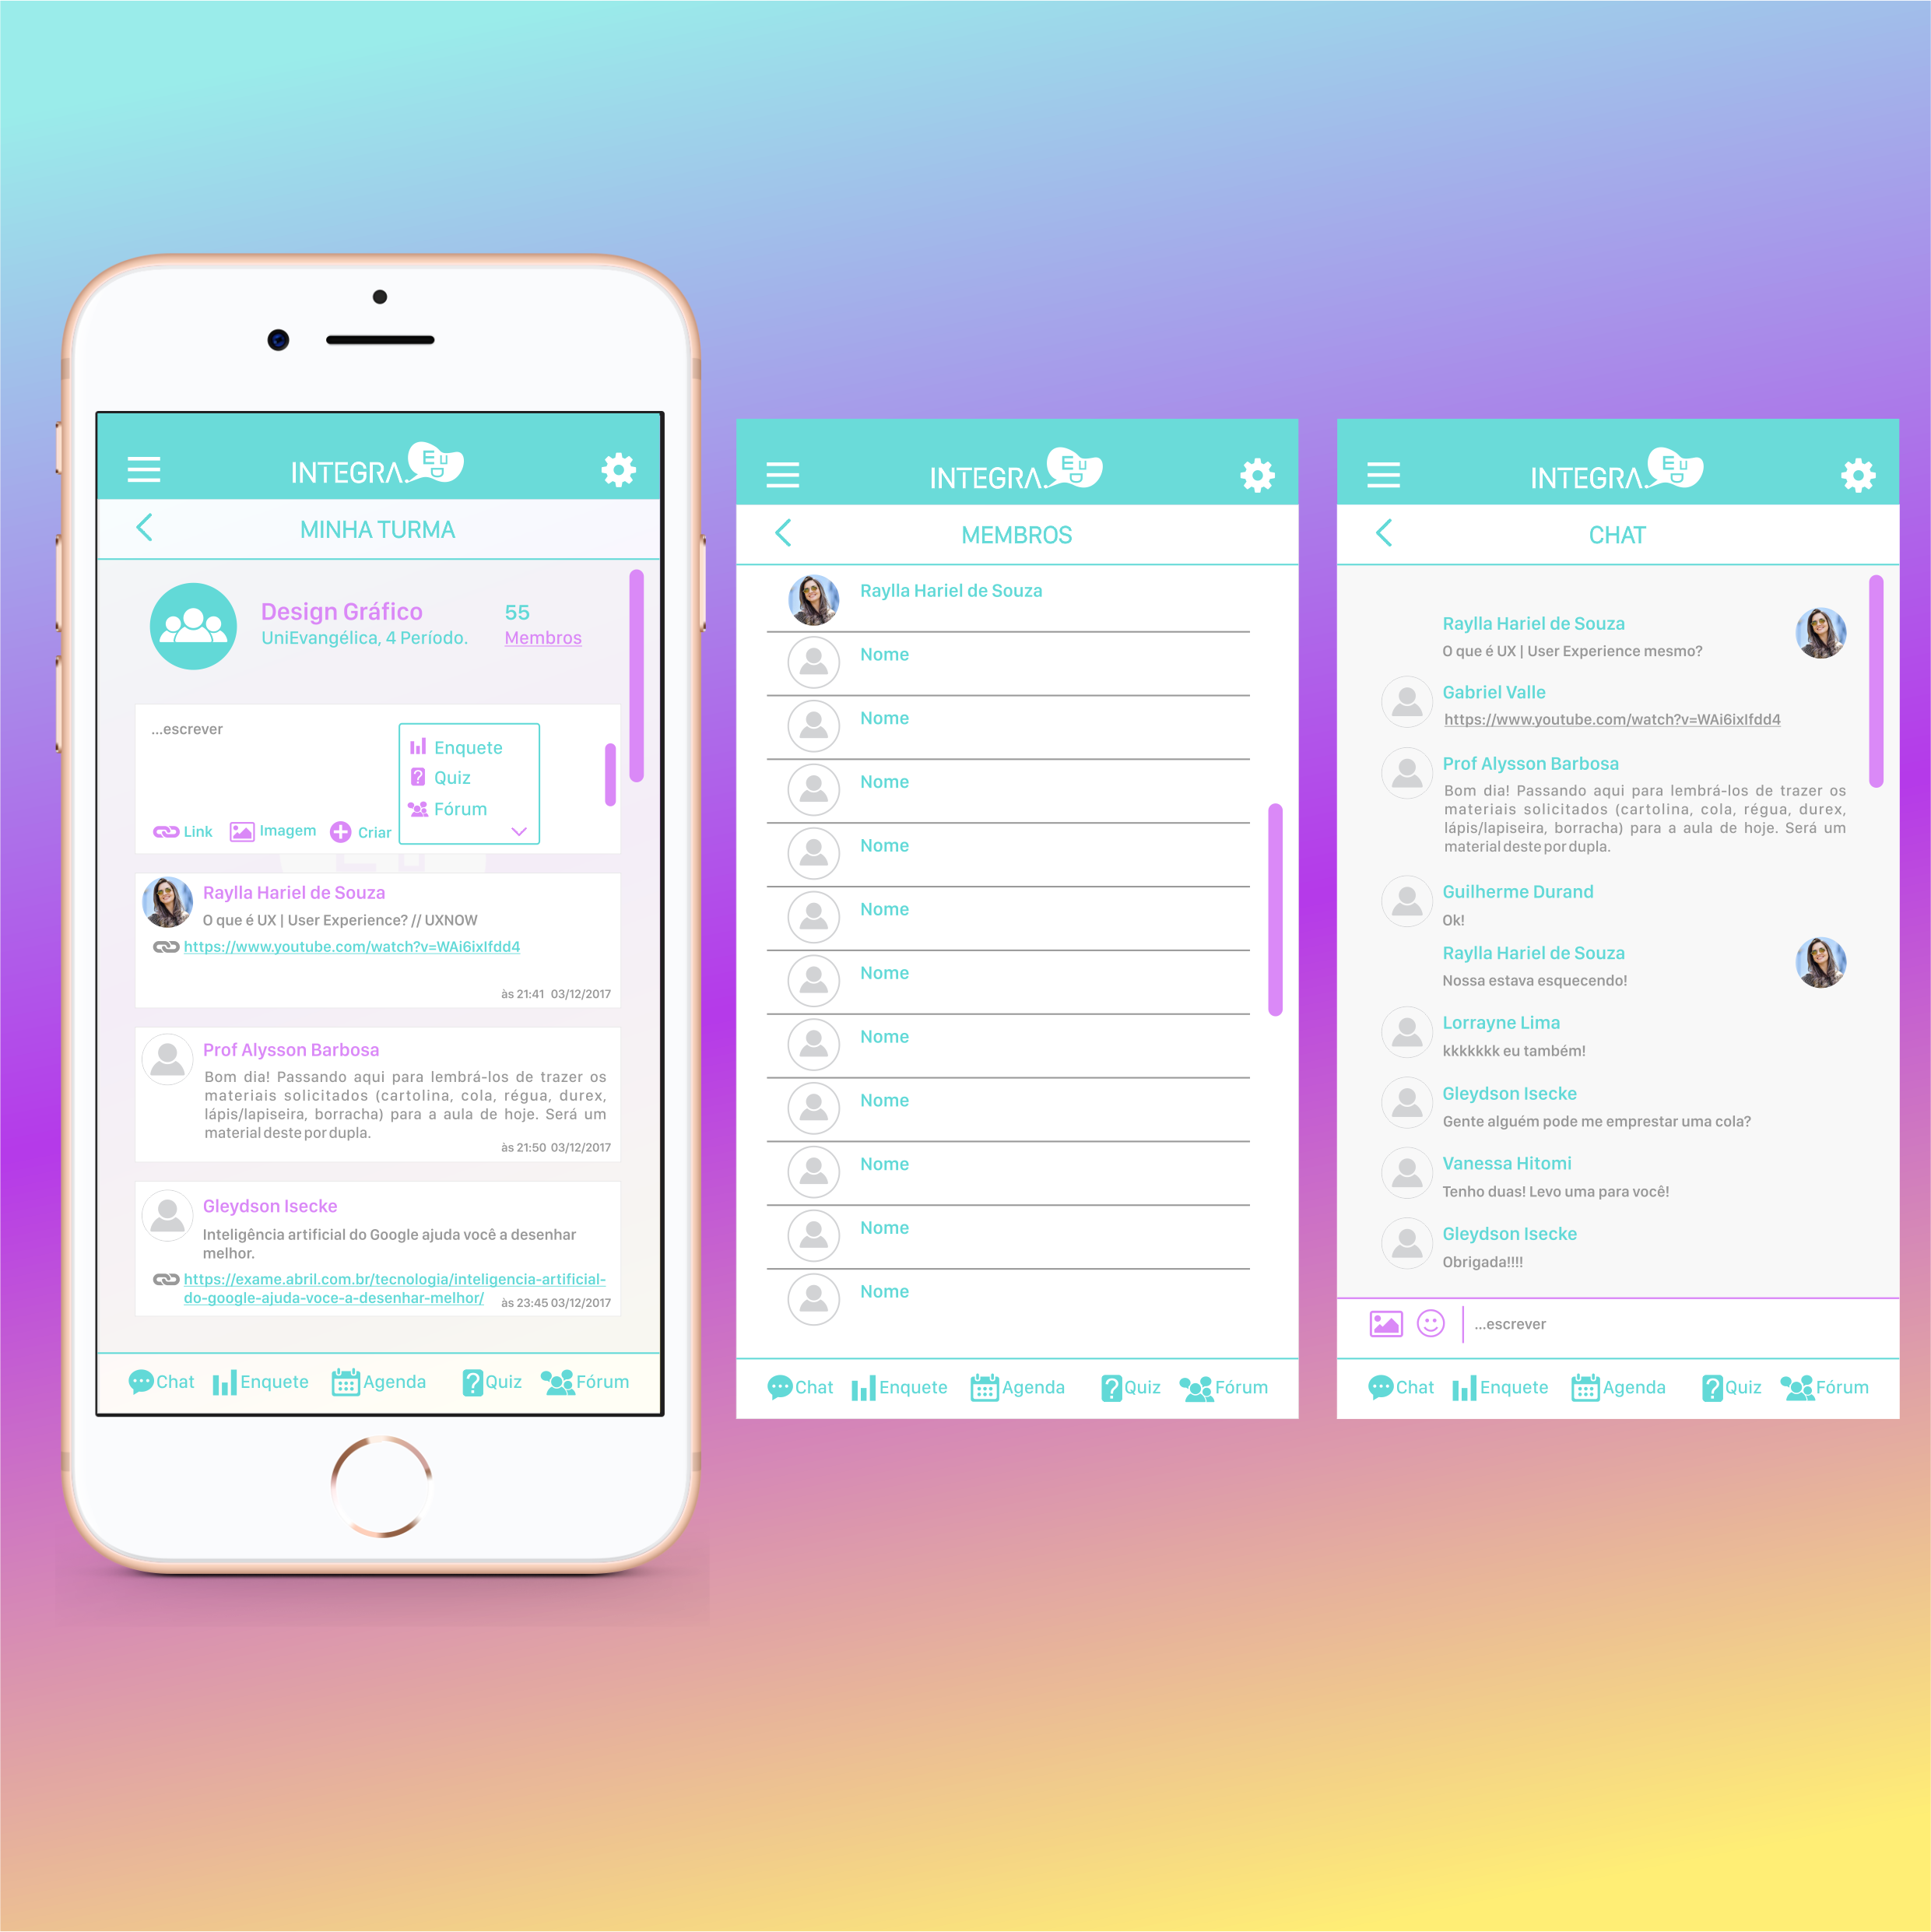 INTEGRA EUD
MINHA TURMA
Design Gráfico
UniEvangélica, 4 Período.
55
Membros
...escrever
Enquete
Quiz
Fórum
Link
Imagem
Criar
Raylla Hariel de Souza
O que é UX | User Experience? // UXNOW
https://www.youtube.com/watch?v=WAi6ixIfdd4
às 21:41 03/12/2017
Prof Alysson Barbosa
Bom dia! Passando aqui para lembrá-los de trazer os
materiais solicitados (cartolina, cola, régua, durex,
lápis/lapiseira, borracha) para a aula de hoje. Será um
material deste por dupla.
às 21:50 03/12/2017
Gleydson Isecke
Inteligência artificial do Google ajuda você a desenhar
melhor.
https://exame.abril.com.br/tecnologia/inteligencia-artificial-
do-google-ajuda-voce-a-desenhar-melhor/
às 23:45 03/12/2017
Chat Enquete Agenda Quiz Fórum
INTEGRA EUD
MEMBROS
Raylla Hariel de Souza
Nome
Nome
Nome
Nome
Nome
Nome
Nome
Nome
Nome
Nome
Nome
Chat Enquete Agenda Quiz Fórum
INTEGRA EUD
CHAT
Raylla Hariel de Souza
O que é UX | User Experience mesmo?
Gabriel Valle
https://www.youtube.com/watch?v=WAi6ixIfdd4
Prof Alysson Barbosa
Bom dia! Passando aqui para lembrá-los de trazer os
materiais solicitados (cartolina, cola, régua, durex,
lápis/lapiseira, borracha) para a aula de hoje. Será um
material deste por dupla.
Guilherme Durand
Ok!
Raylla Hariel de Souza
Nossa estava esquecendo!
Lorrayne Lima
kkkkkkk eu também!
Gleydson Isecke
Gente alguém pode me emprestar uma cola?
Vanessa Hitomi
Tenho duas! Levo uma para você!
Gleydson Isecke
Obrigada!!!!
...escrever
Chat Enquete Agenda Quiz Fórum